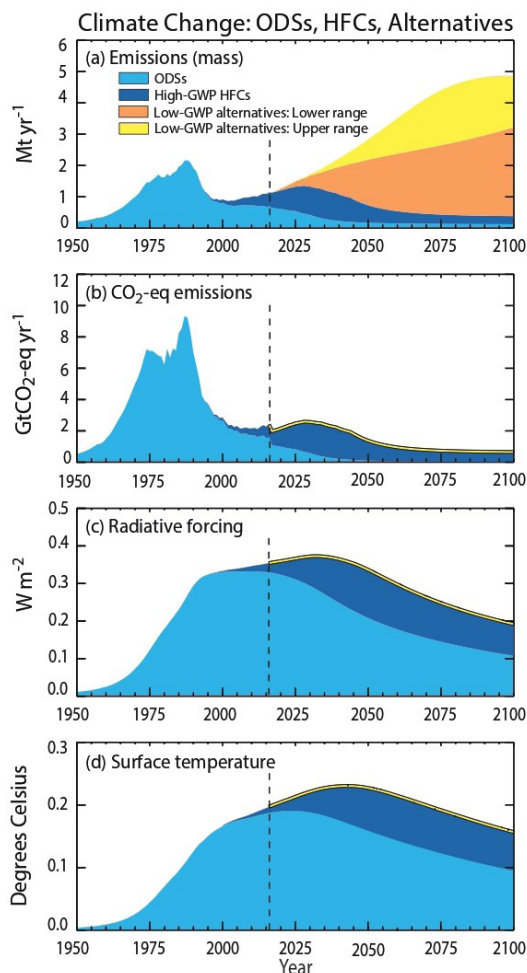 Climate Change: ODSs, HFCs, Alternatives
(a) Emissions (mass)
ODSs
High-GWP HFCs
Low-GWP alternatives: Lower range
Low-GWP alternatives: Upper range
Mt yr⁻¹
6
5
4
3
2
1
0
1950 1975 2000 2025 2050 2075 2100
(b) CO₂-eq emissions
GtCO₂-eq yr⁻¹
12
10
8
6
4
2
0
1950 1975 2000 2025 2050 2075 2100
(c) Radiative forcing
W m⁻²
0.5
0.4
0.3
0.2
0.1
0.0
1950 1975 2000 2025 2050 2075 2100
(d) Surface temperature
Degrees Celsius
0.3
0.2
0.1
0.0
1950 1975 2000 2025 2050 2075 2100
Year